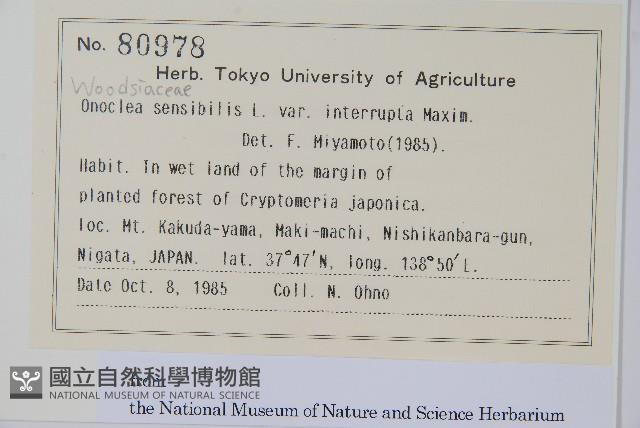 No. 80978
Herb. Tokyo University of Agriculture
Woodsiaceae
Onoclea sensibilis L. var. interrupta Maxim.
Det. F. Miyamoto(1985).
Habit. In wet land of the margin of
planted forest of Cryptomeria japonica.
loc. Mt. Kakuda-yama, Maki-machi, Nishikanbara-gun,
Nigata, JAPAN. lat. 37°47′N, long. 138°50′L.
Date Oct. 8, 1985 Coll. N. Ohno
國立自然科學博物館
NATIONAL MUSEUM OF NATURAL SCIENCE
from
the National Museum of Nature and Science Herbarium